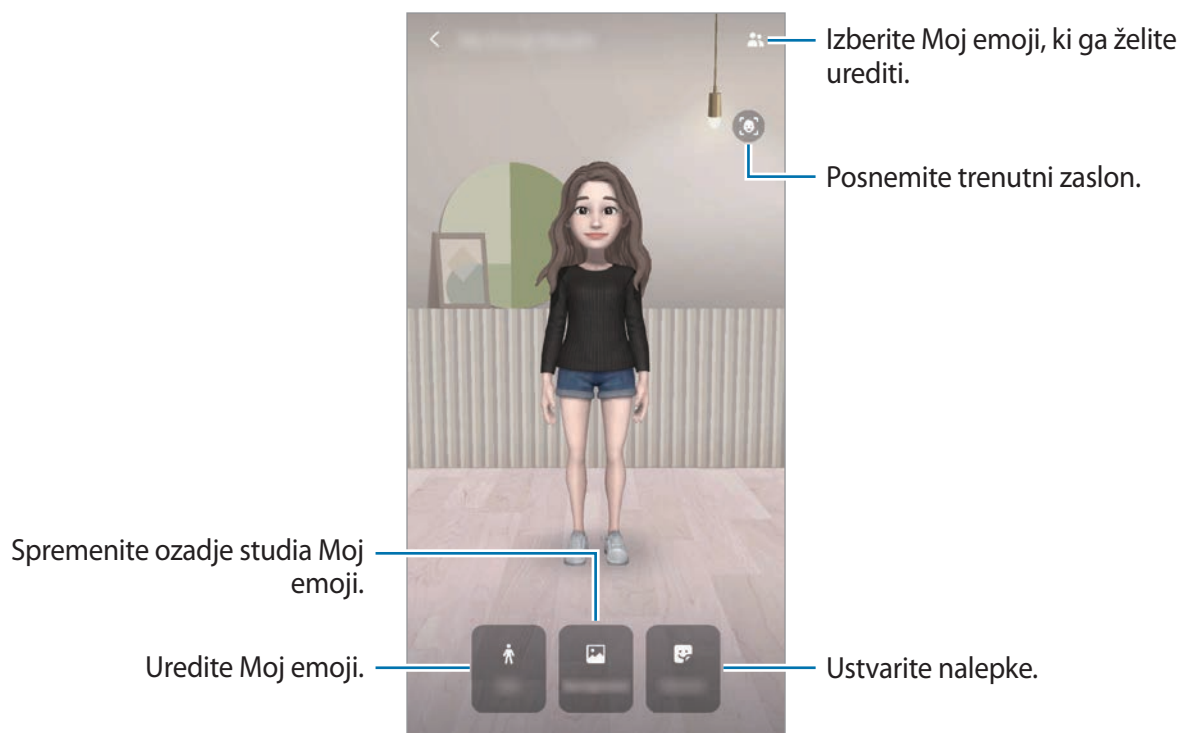 Izberite Moj emoji, ki ga želite
urediti.
Posnemite trenutni zaslon.
Spremenite ozadje studia Moj
emoji.
Uredite Moj emoji.
Ustvarite nalepke.